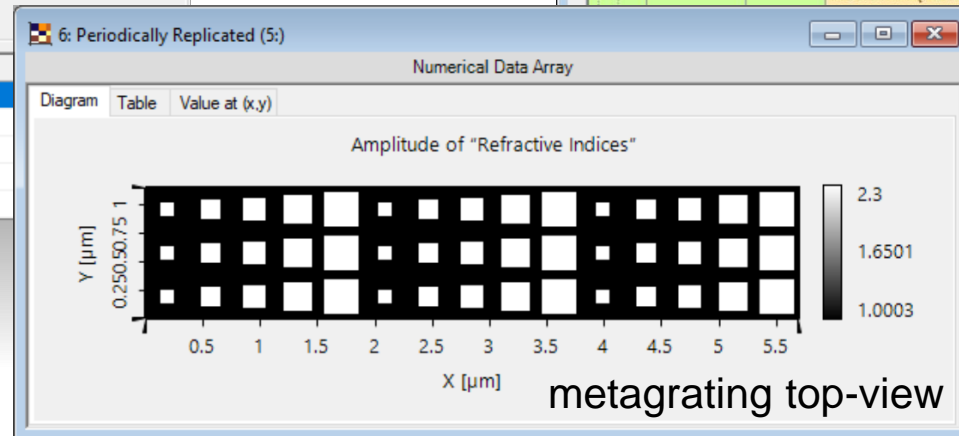 6: Periodically Replicated (5:)
Numerical Data Array
Diagram Table Value at (x,y)
Amplitude of "Refractive Indices"
Y [µm]
0.25 0.5 0.75 1
2.3
1.6501
1.0003
0.5 1 1.5 2 2.5 3 3.5 4 4.5 5 5.5
X [µm]
metagrating top-view